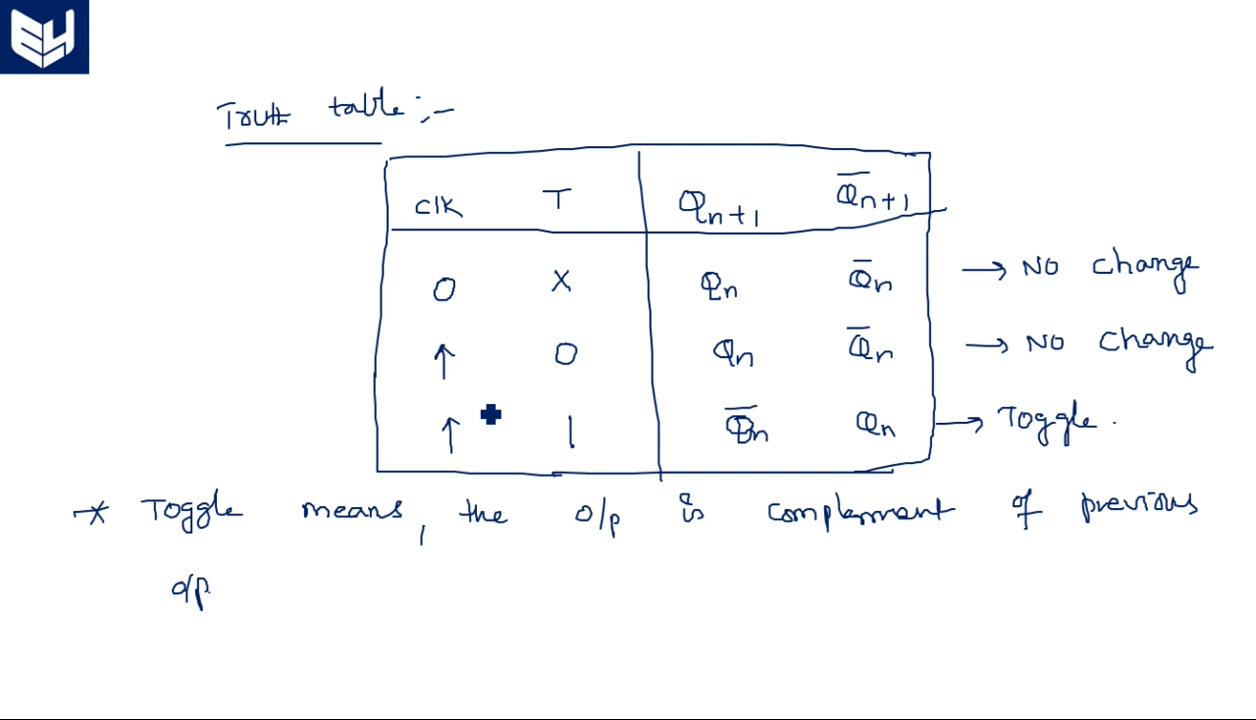 Truth table :-
clk T Qn+1 Q̅n+1
0 X Qn Q̅n → NO change
↑ 0 Qn Q̅n → NO change
↑ 1 Q̅n Qn → Toggle.
* Toggle means, the o/p is complement of previous
o/p